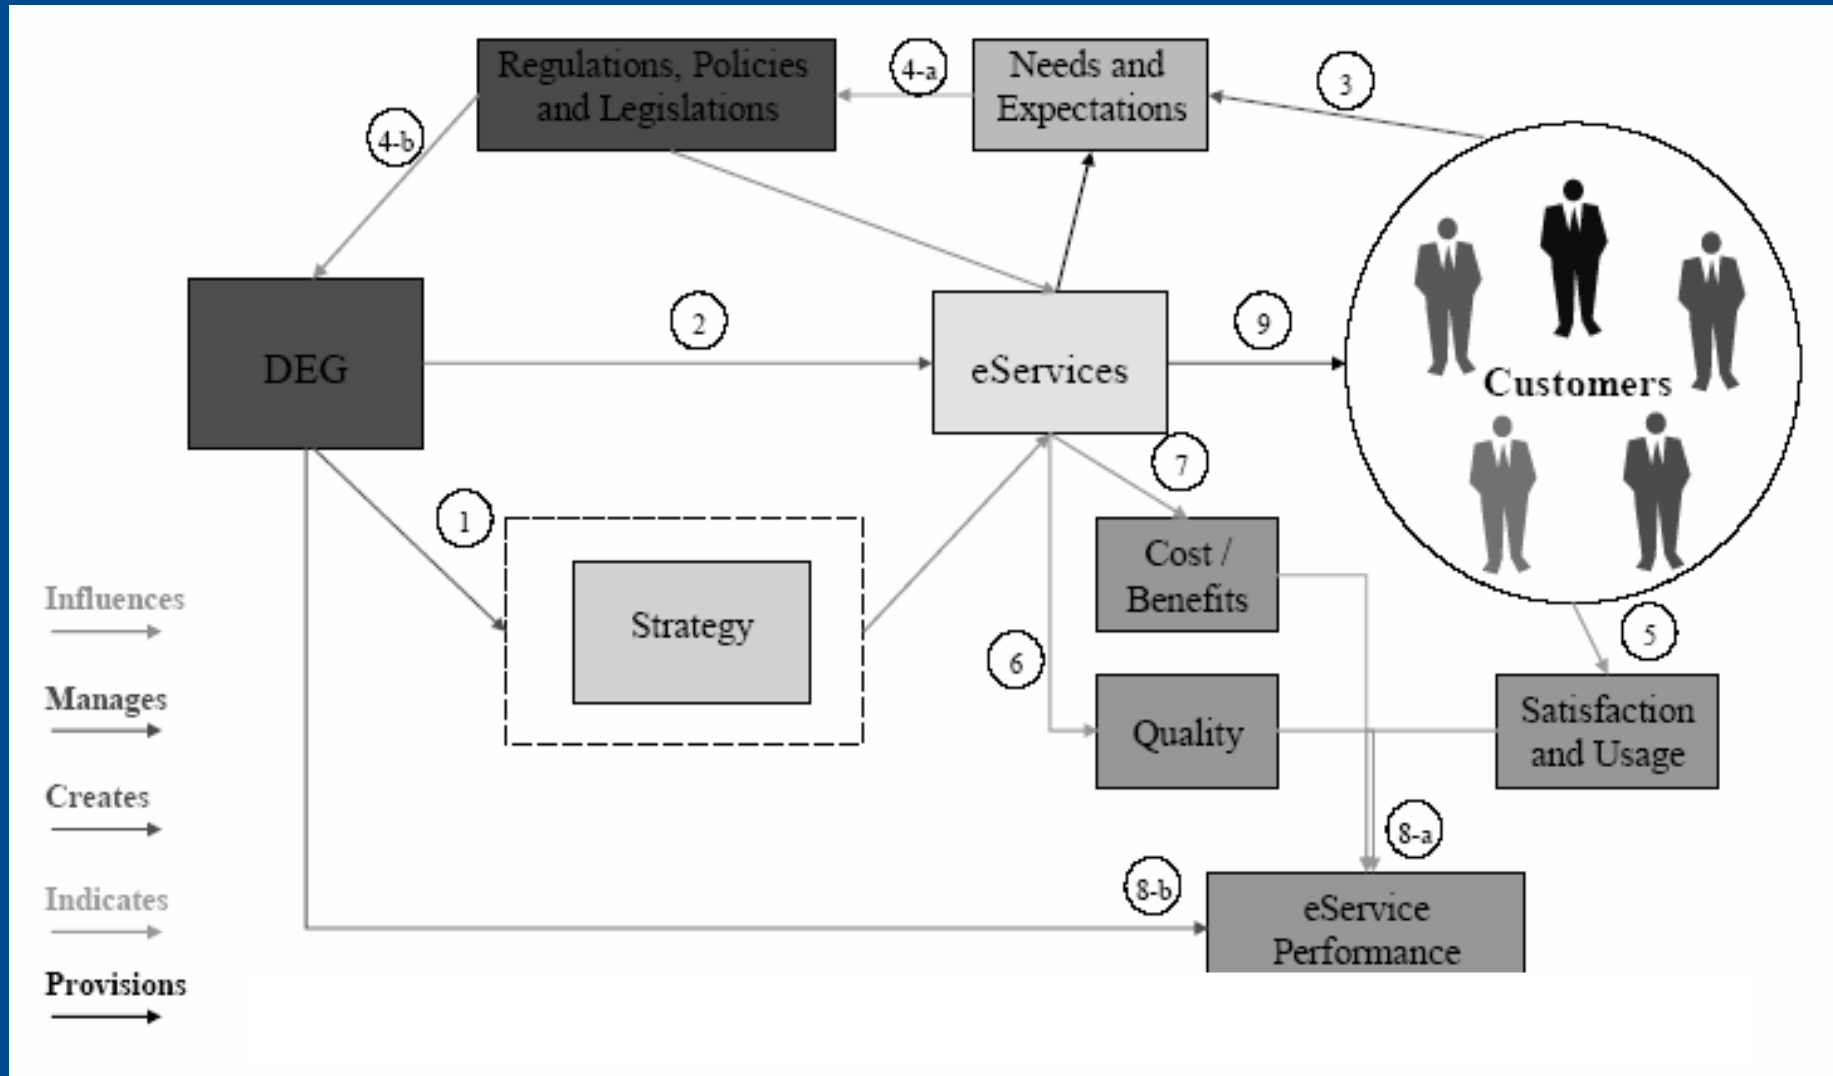 Regulations, Policies
and Legislations
4-a
Needs and
Expectations
3
4-b
DEG
2
eServices
9
Customers
7
1
Cost /
Benefits
Strategy
6
5
Quality
Satisfaction
and Usage
8-a
8-b
eService
Performance
Influences
Manages
Creates
Indicates
Provisions